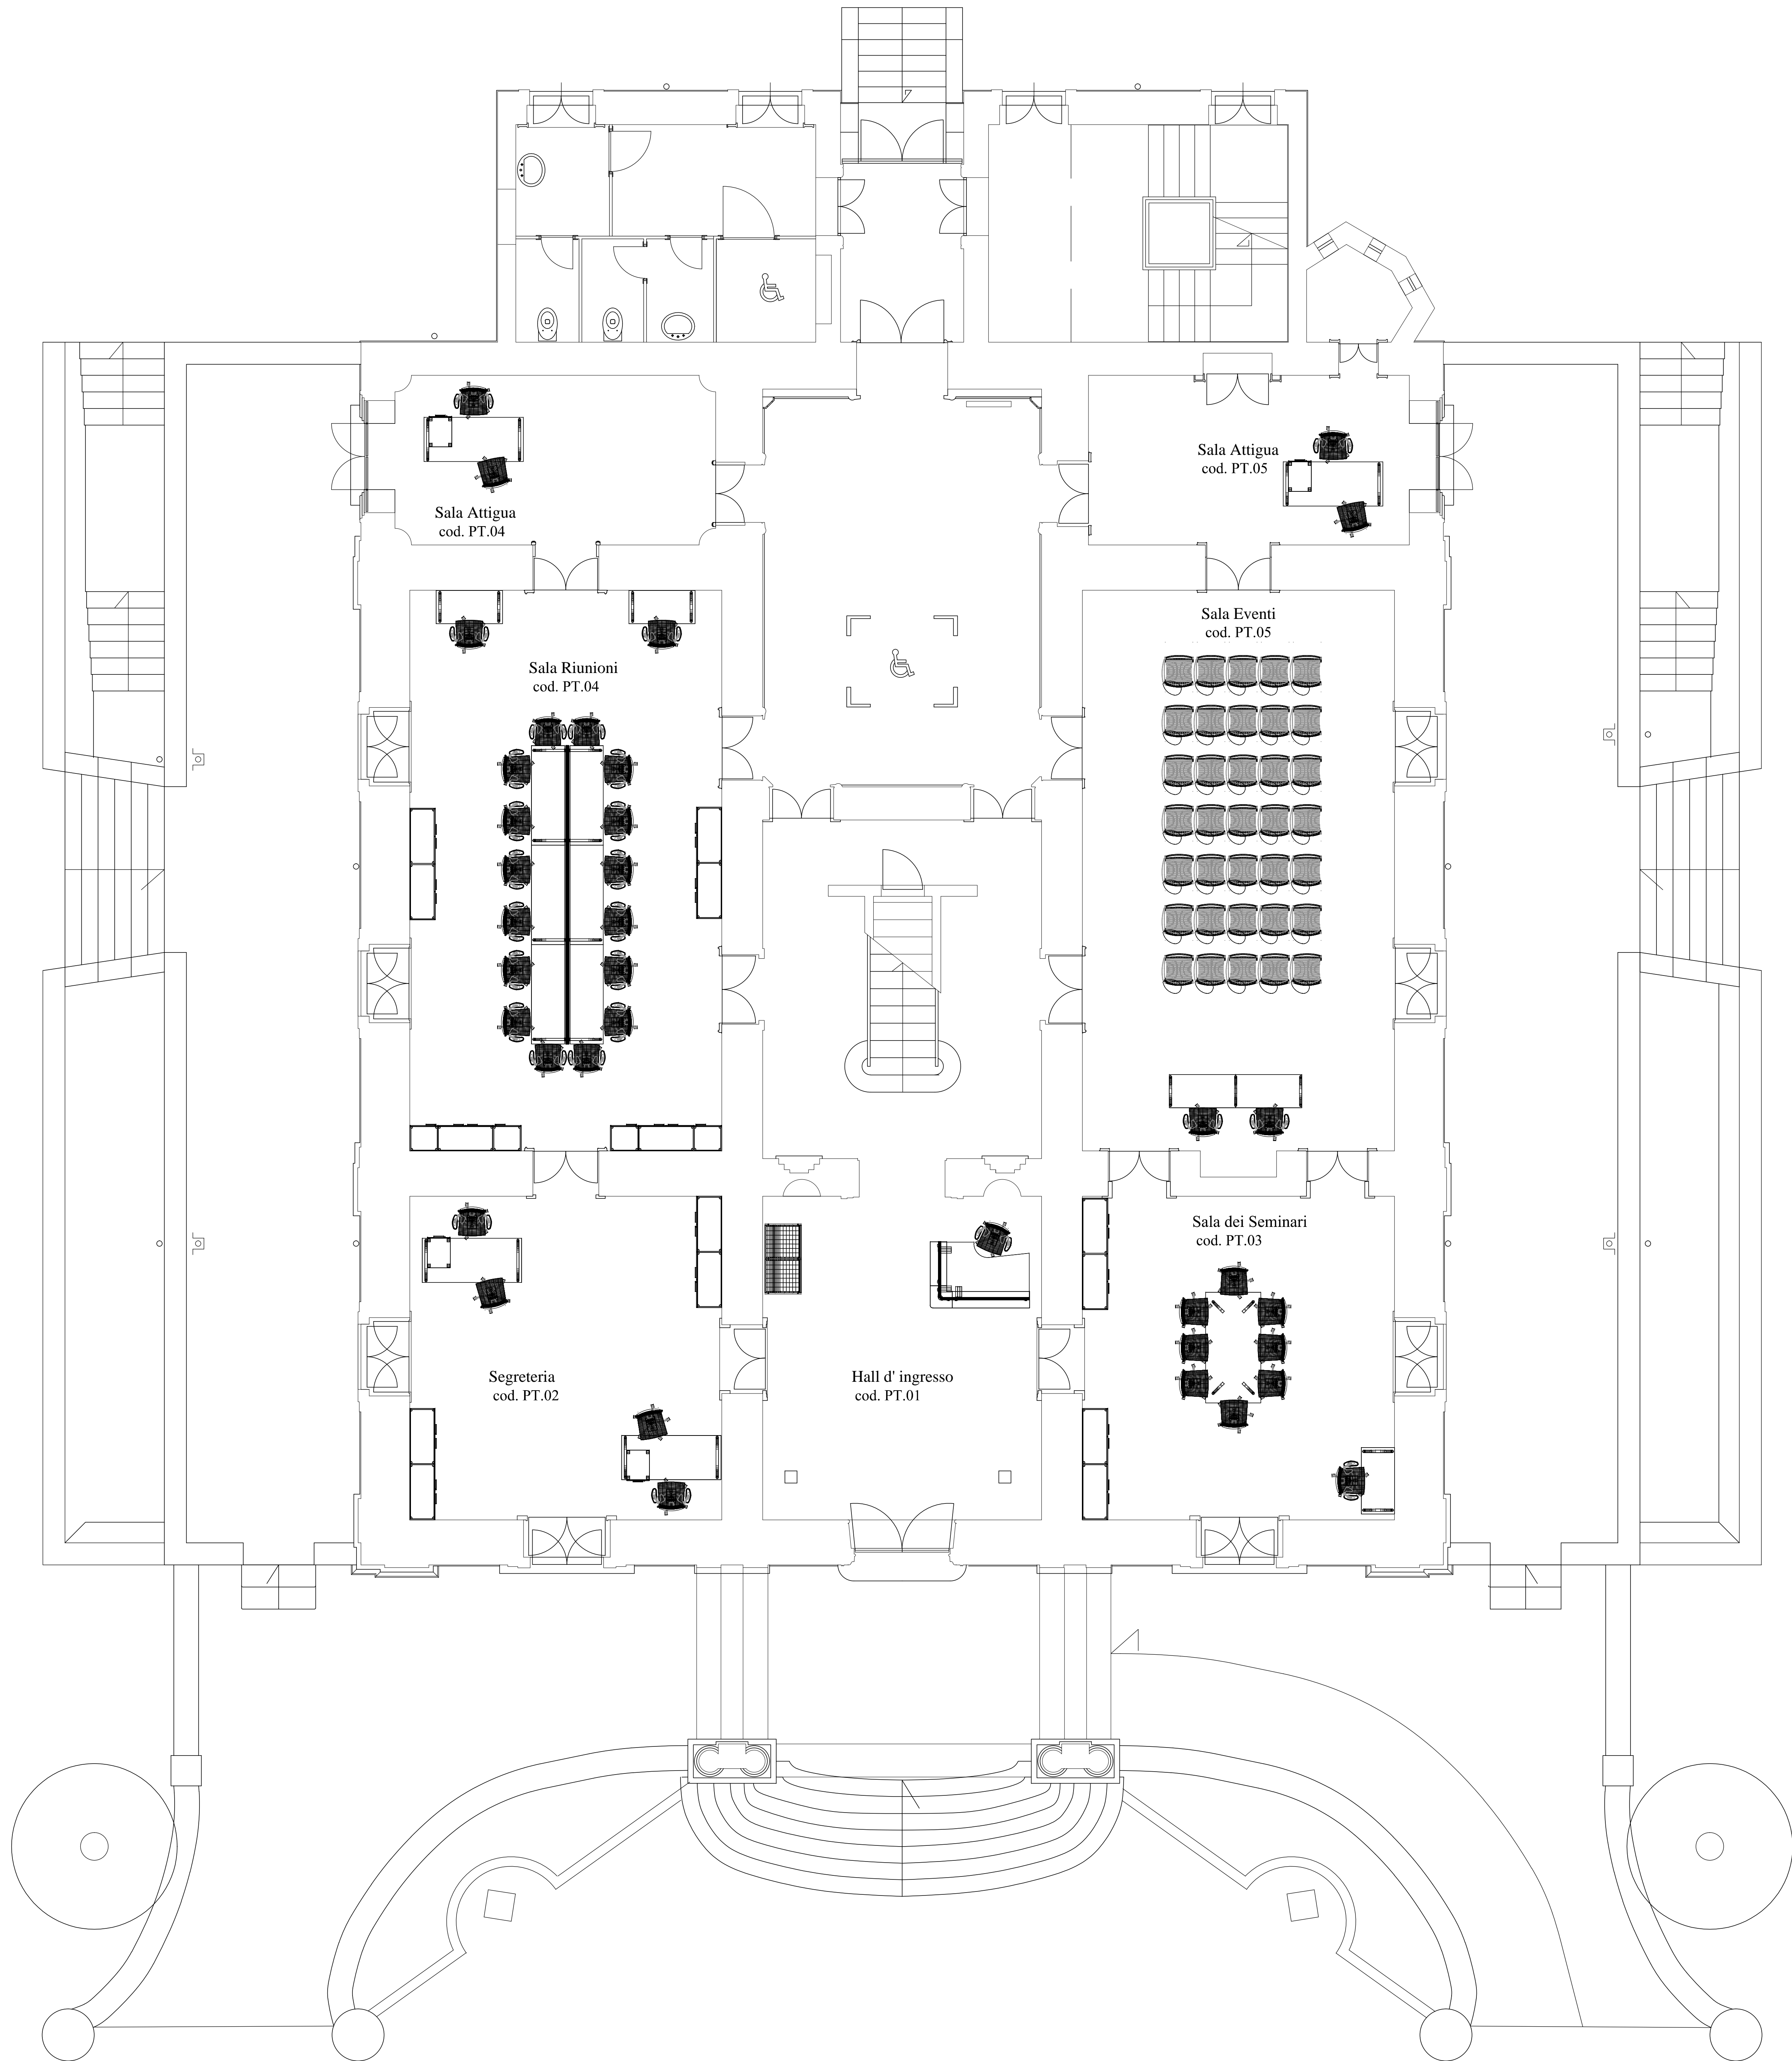 Sala Attigua
cod. PT.05
Sala Attigua
cod. PT.04
Sala Eventi
cod. PT.05
Sala Riunioni
cod. PT.04
Sala dei Seminari
cod. PT.03
Segreteria
cod. PT.02
Hall d' ingresso
cod. PT.01